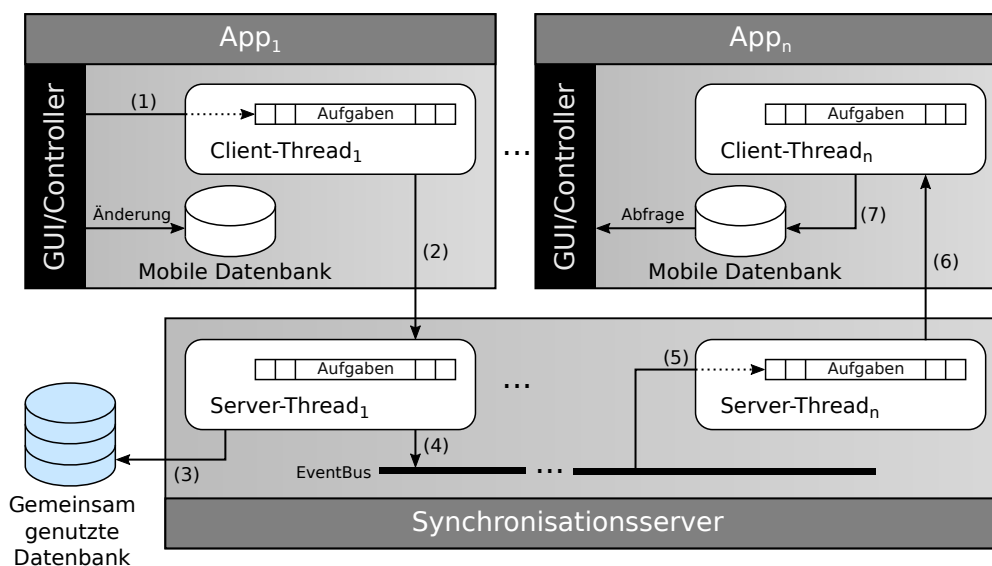 App1
Appn
GUI/Controller
(1)
Aufgaben
Client-Thread1
Änderung
Mobile Datenbank
(2)
...
GUI/Controller
Aufgaben
Client-Threadn
Abfrage
(7)
Mobile Datenbank
(6)
Aufgaben
Server-Thread1
...
(5)
Aufgaben
Server-Threadn
(3)
(4)
EventBus
...
Gemeinsam
genutzte
Datenbank
Synchronisationsserver